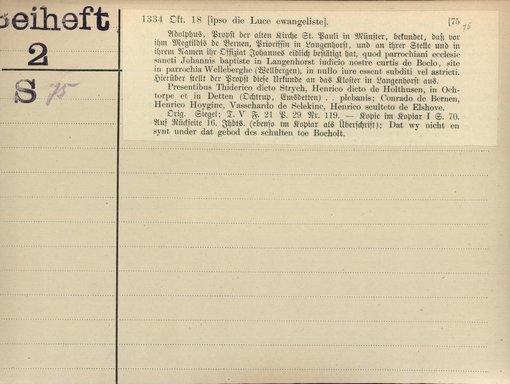 Beiheft
2
S 75
1334 Okt. 18 [ipso die Luce ewangeliste]. [75
75
Adolphus, Propst der alten Kirche St. Pauli in Münster, bekundet, daß vor
ihm Megtildis de Bernen, Priorissin in Langenhorst, und an ihrer Stelle und in
ihrem Namen ihr Offizial Johannes eidlich bestätigt hat, quod parrochiani ecclesie
sancti Johannis baptiste in Langenhorst iudicio nostre curtis de Boclo, site
in parrochia Welleberghe (Wellbergen), in nullo iure essent subditi vel astricti.
Hierüber stellt der Propst diese Urkunde an das Kloster in Langenhorst aus.
Presentibus Thiderico dicto Strych, Henrico dicto de Holthusen, in Och-
torpe et in Detten (Ochtrup, Emsdetten) . . plebanis; Conrado de Bernen,
Henrico Hoygine, Vasschardo de Selekinc, Henrico sculteto de Elshove.
Orig. Siegel; T. V F. 21 P. 29 Nr. 119. — Kopie im Kopiar I S. 70.
Auf Rückseite 16. Jhdts. (ebenso im Kopiar als Überschrift); Dat wy nicht en
synt under dat gebod des schulten toe Bocholt.